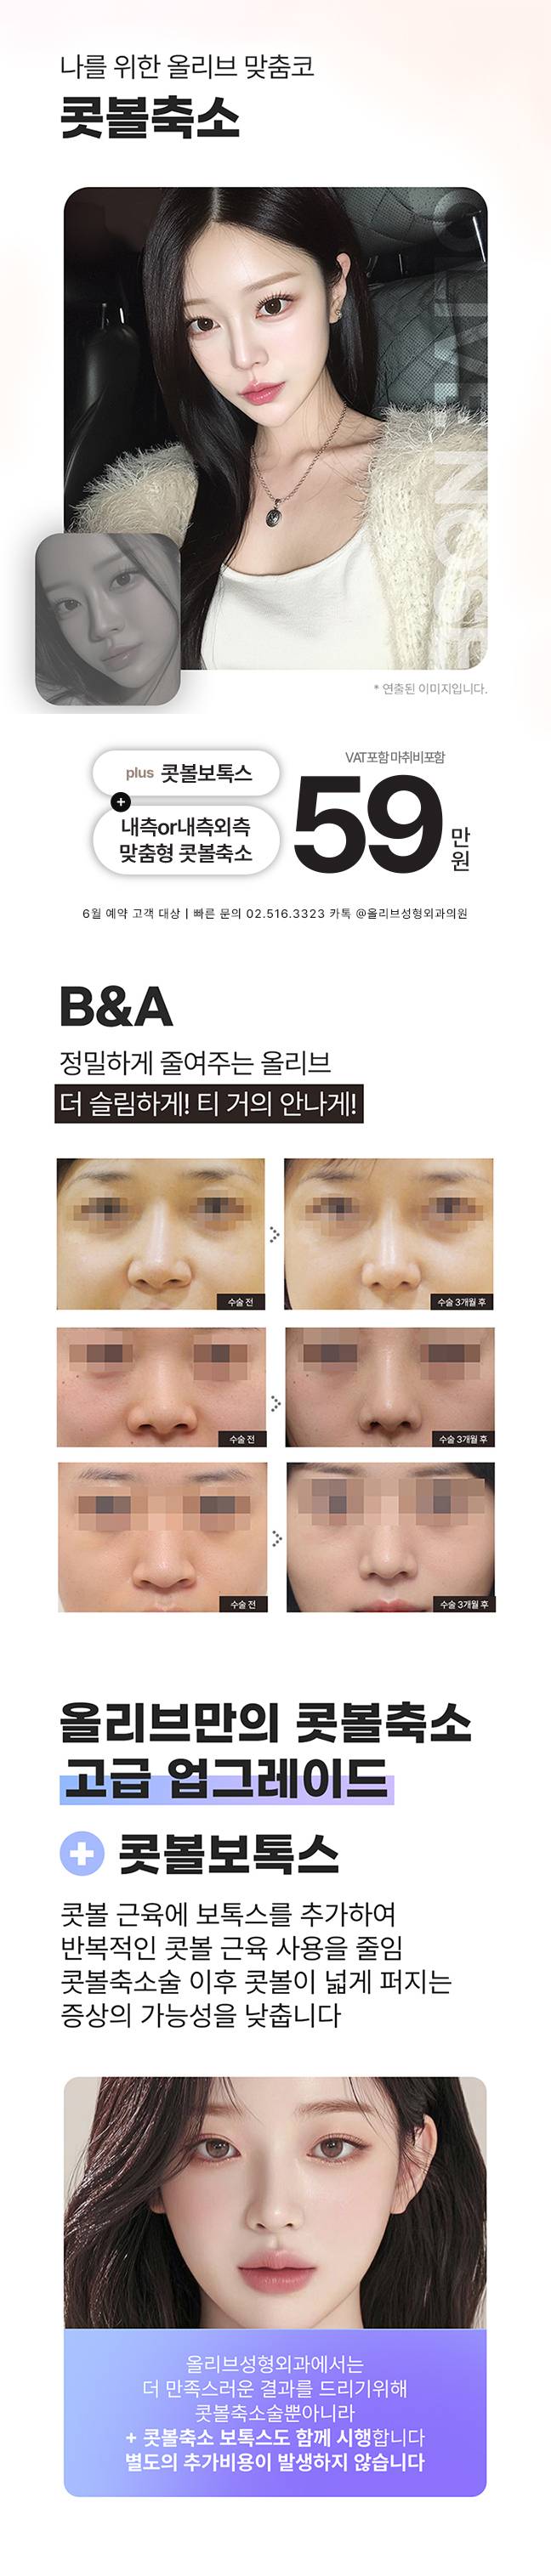 나를 위한 올리브 맞춤코
콧볼축소
OLIVE NOSE
* 연출된 이미지입니다.
VAT포함마취비포함
plus 콧볼보톡스
+
내측or내측외측
맞춤형 콧볼축소
59만원
6월 예약 고객 대상 | 빠른 문의 02.516.3323 카톡 @올리브성형외과의원
B&A
정밀하게 줄여주는 올리브
더 슬림하게! 티 거의 안나게!
수술 전
수술 3개월 후
수술 전
수술 3개월 후
수술 전
수술 3개월 후
올리브만의 콧볼축소
고급 업그레이드
+ 콧볼보톡스
콧볼 근육에 보톡스를 추가하여
반복적인 콧볼 근육 사용을 줄임
콧볼축소술 이후 콧볼이 넓게 퍼지는
증상의 가능성을 낮춥니다
올리브성형외과에서는
더 만족스러운 결과를 드리기위해
콧볼축소술뿐아니라
+ 콧볼축소 보톡스도 함께 시행합니다
별도의 추가비용이 발생하지 않습니다